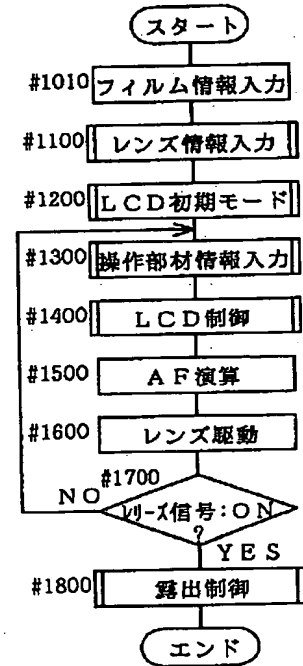 スタート
#1010 フィルム情報入力
#1100 レンズ情報入力
#1200 LCD初期モード
#1300 操作部材情報入力
#1400 LCD制御
#1500 AF演算
#1600 レンズ駆動
#1700
NO
レリーズ信号:ON
?
YES
#1800 露出制御
エンド